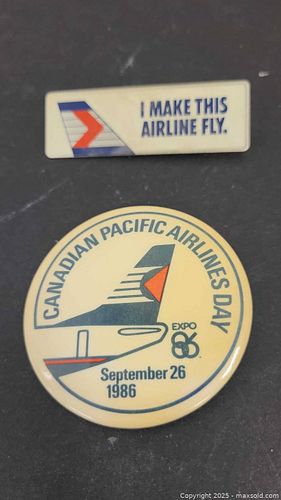 I MAKE THIS
AIRLINE FLY.
CANADIAN PACIFIC AIRLINES DAY
EXPO
86
September 26
1986
Copyright © 2025 - maxsold.com